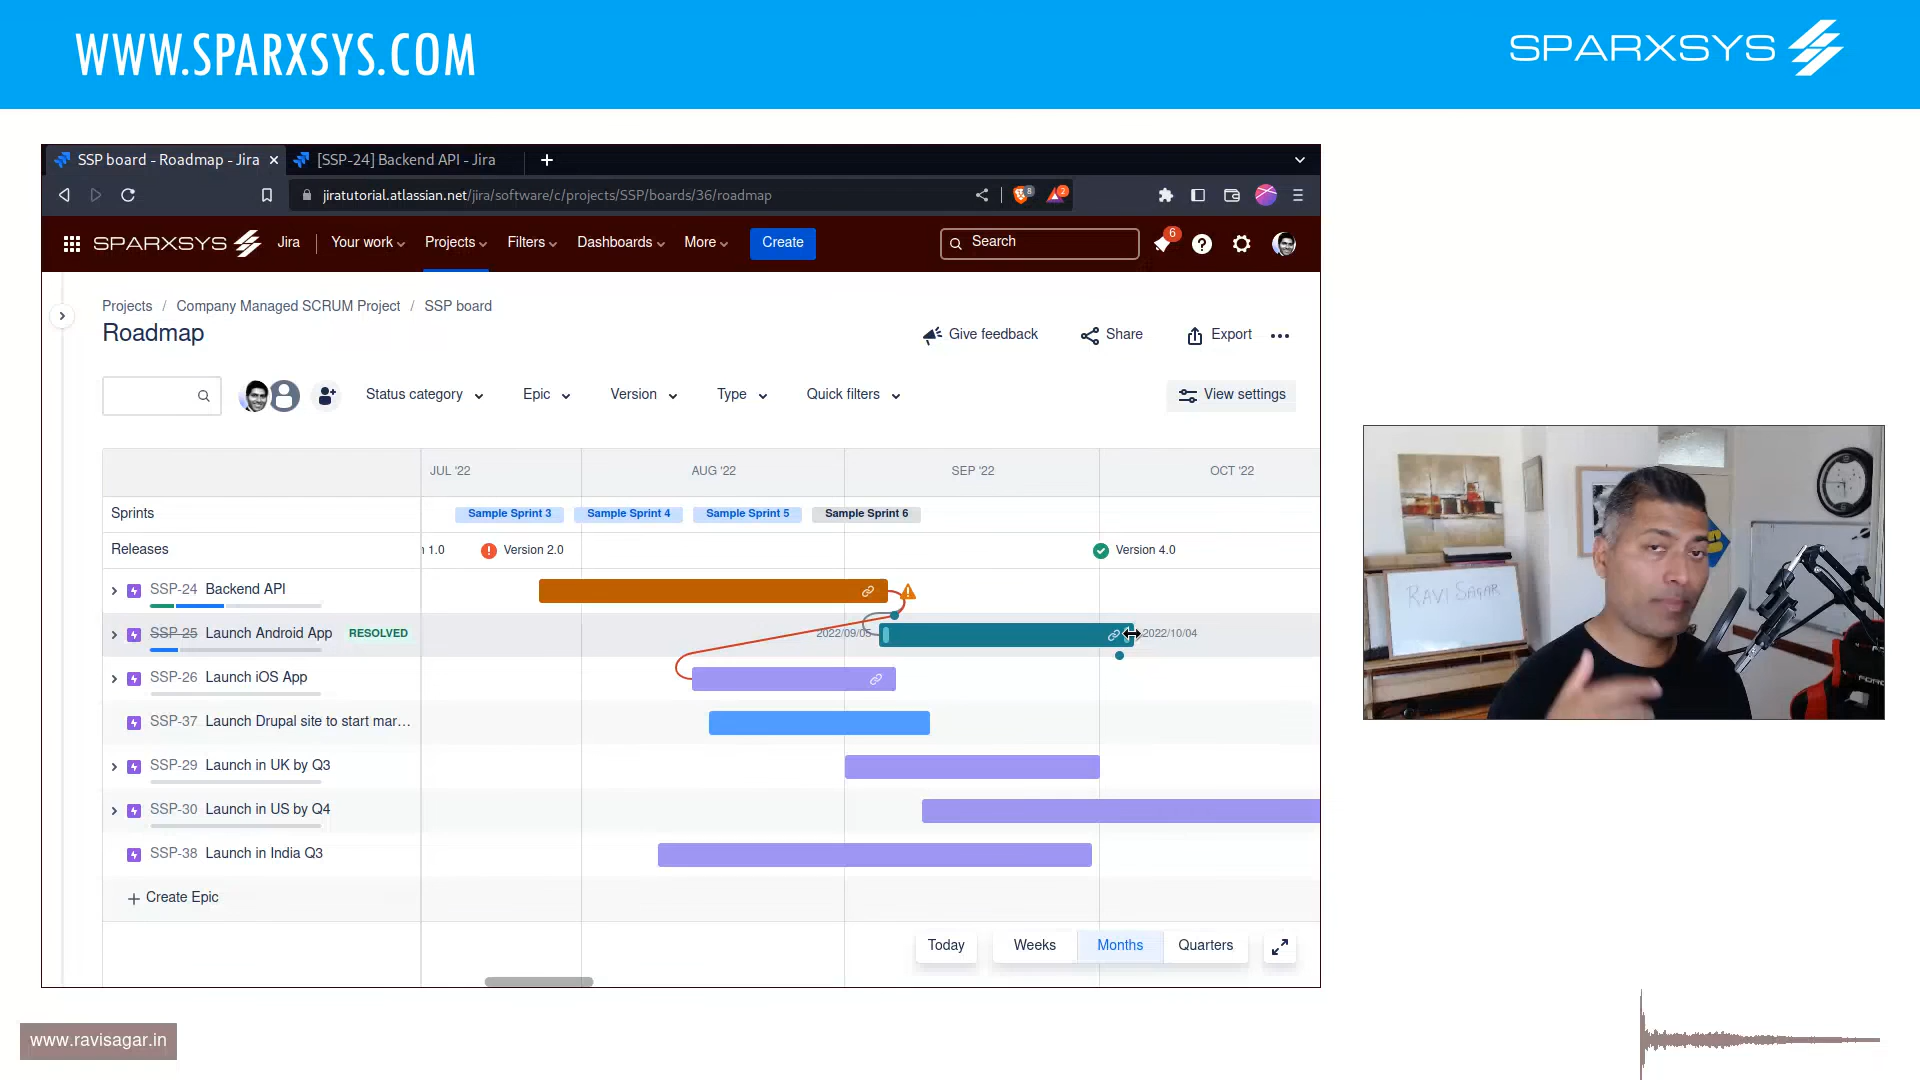 WWW.SPARXSYS.COM
SPARXSYS
SSP board - Roadmap - Jira
[SSP-24] Backend API - Jira
jiratutorial.atlassian.net/jira/software/c/projects/SSP/boards/36/roadmap
8
2
SPARXSYS
Jira
Your work
Projects
Filters
Dashboards
More
Create
Search
6
Projects / Company Managed SCRUM Project / SSP board
Roadmap
Give feedback
Share
Export
Status category
Epic
Version
Type
Quick filters
View settings
JUL '22
AUG '22
SEP '22
OCT '22
Sprints
Sample Sprint 3
Sample Sprint 4
Sample Sprint 5
Sample Sprint 6
Releases
1.0
Version 2.0
Version 4.0
SSP-24 Backend API
SSP-25 Launch Android App RESOLVED
2022/09/05
2022/10/04
SSP-26 Launch iOS App
SSP-37 Launch Drupal site to start mar...
SSP-29 Launch in UK by Q3
SSP-30 Launch in US by Q4
SSP-38 Launch in India Q3
+ Create Epic
Today
Weeks
Months
Quarters
RAVI SAGAR
www.ravisagar.in